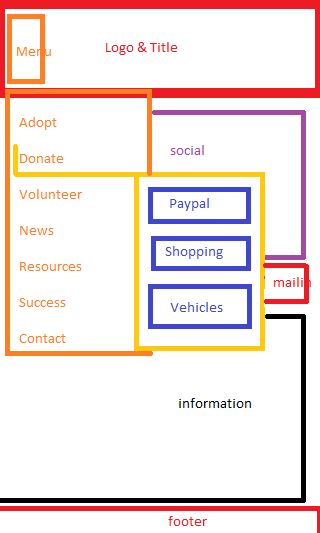 Menu
Logo & Title
Adopt
social
Donate
Volunteer
Paypal
News
Shopping
Resources
mailin
Success
Vehicles
Contact
information
footer